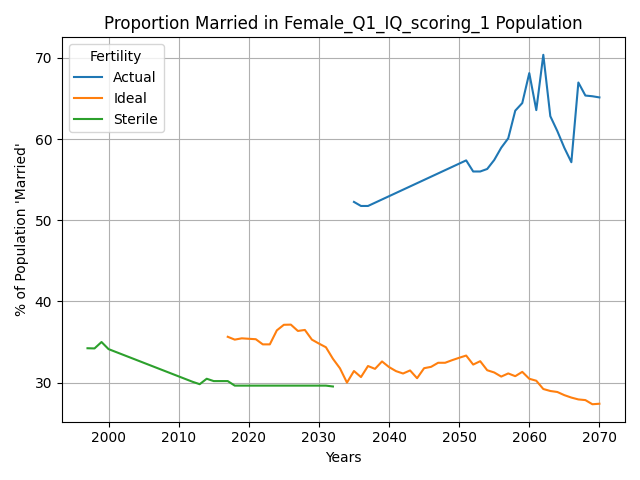 Proportion Married in Female_Q1_IQ_scoring_1 Population
% of Population 'Married'
70
60
50
40
30
Fertility
Actual
Ideal
Sterile
2000 2010 2020 2030 2040 2050 2060 2070
Years